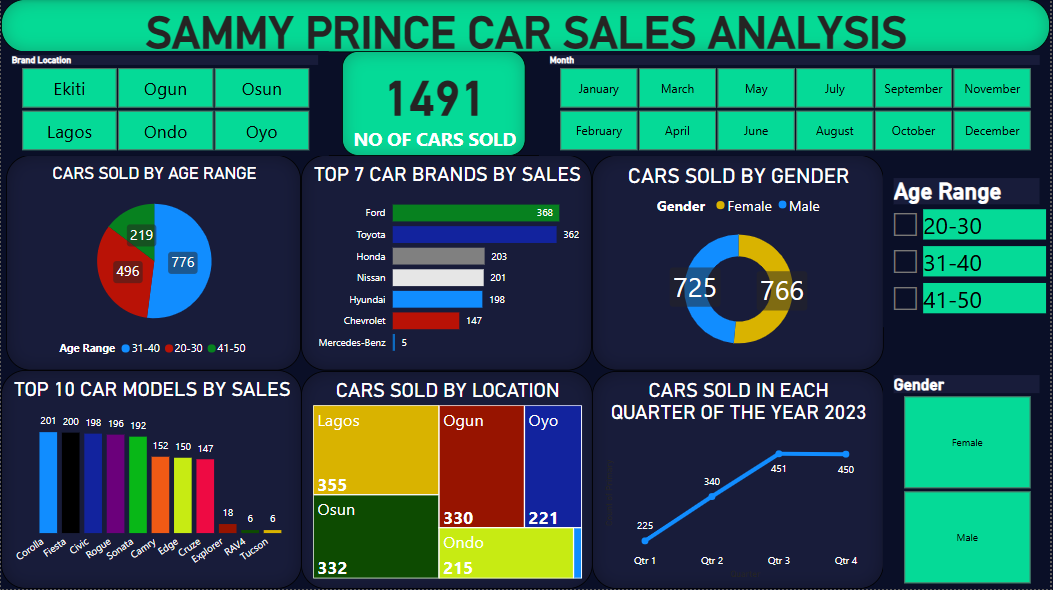 SAMMY PRINCE CAR SALES ANALYSIS
Brand Location
Ekiti
Ogun
Osun
Lagos
Ondo
Oyo
1491
NO OF CARS SOLD
Month
January
March
May
July
September
November
February
April
June
August
October
December
CARS SOLD BY AGE RANGE
219
776
496
Age Range 31-40 20-30 41-50
TOP 7 CAR BRANDS BY SALES
Ford 368
Toyota 362
Honda 203
Nissan 201
Hyundai 198
Chevrolet 147
Mercedes-Benz 5
CARS SOLD BY GENDER
Gender Female Male
725
766
Age Range
20-30
31-40
41-50
TOP 10 CAR MODELS BY SALES
201 200 198 196 192 152 150 147 18 6 6
Corolla Fiesta Civic Rogue Sonata Camry Edge Cruze Explorer RAV4 Tucson
CARS SOLD BY LOCATION
Lagos
355
Ogun
330
Oyo
221
Osun
332
Ondo
215
CARS SOLD IN EACH
QUARTER OF THE YEAR 2023
225
340
451
450
Qtr 1 Qtr 2 Qtr 3 Qtr 4
Gender
Female
Male